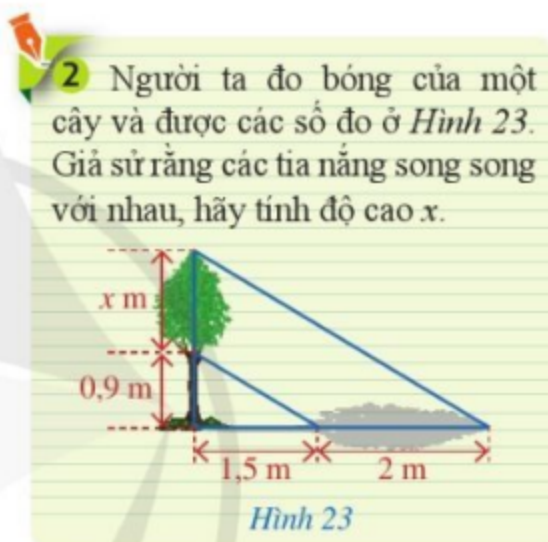 2 Người ta đo bóng của một
cây và được các số đo ở Hình 23.
Giả sử rằng các tia nắng song song
với nhau, hãy tính độ cao x.
x m
0,9 m
1,5 m
2 m
Hình 23